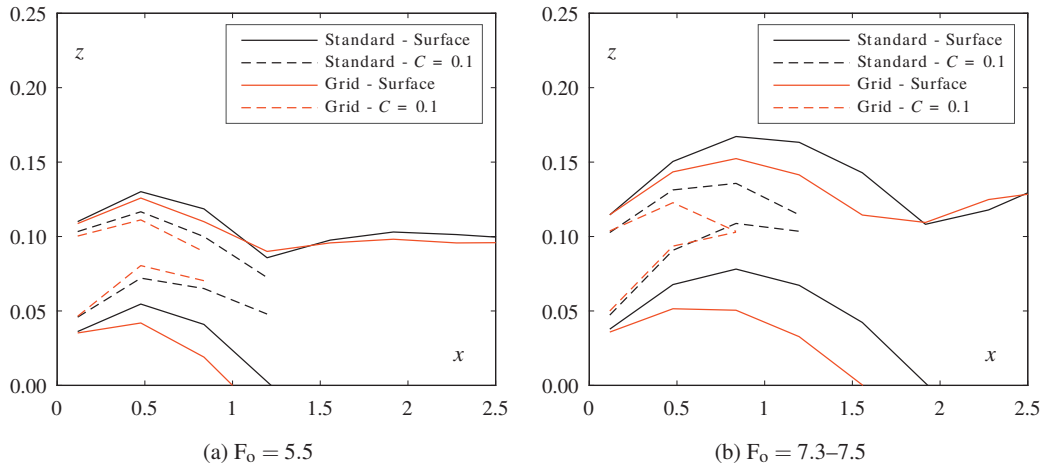 0.25
0.20
0.15
0.10
0.05
0.00
z
Standard - Surface
Standard - C = 0.1
Grid - Surface
Grid - C = 0.1
x
0 0.5 1 1.5 2 2.5
(a) Fo = 5.5
0.25
0.20
0.15
0.10
0.05
0.00
z
Standard - Surface
Standard - C = 0.1
Grid - Surface
Grid - C = 0.1
x
0 0.5 1 1.5 2 2.5
(b) Fo = 7.3–7.5